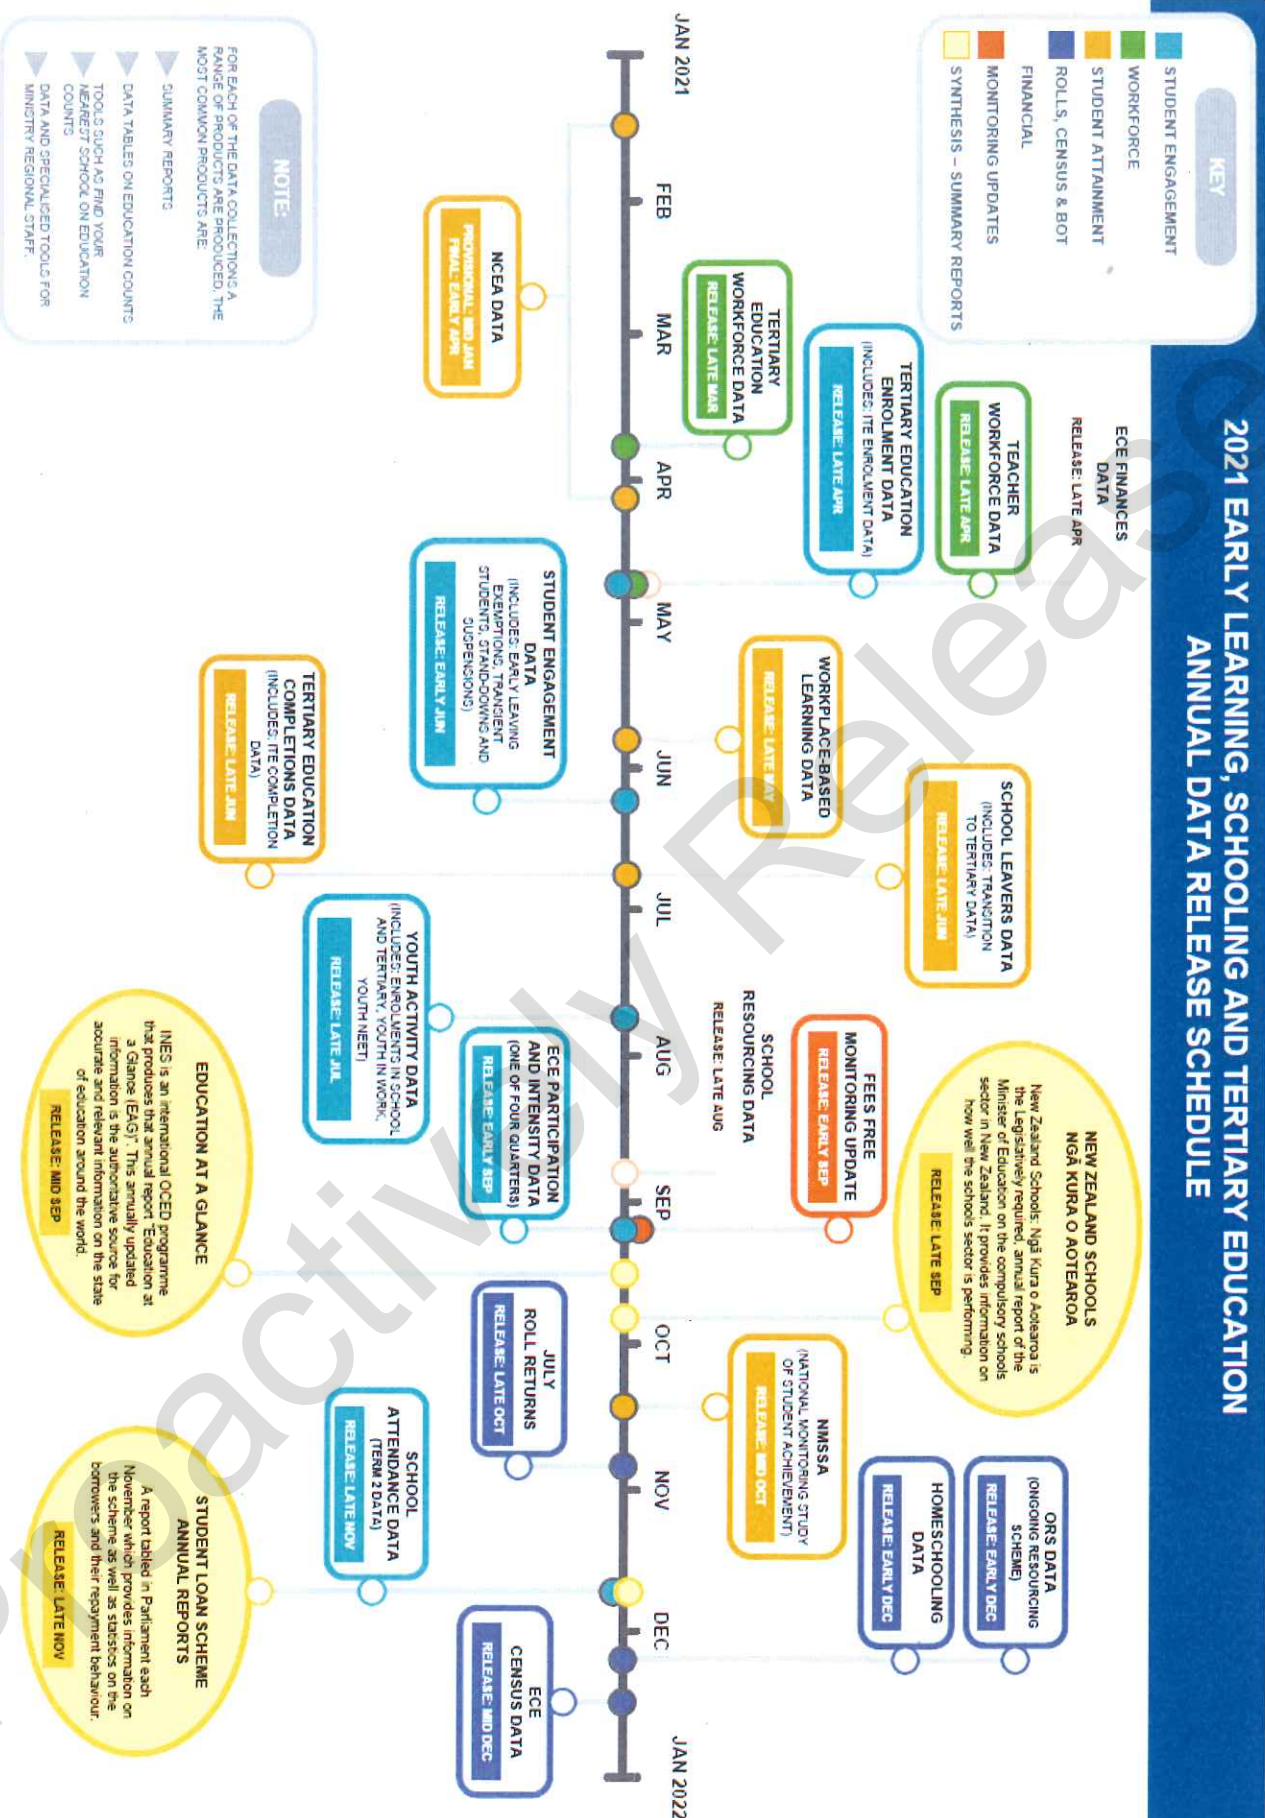 2021 EARLY LEARNING, SCHOOLING AND TERTIARY EDUCATION
ANNUAL DATA RELEASE SCHEDULE
KEY
STUDENT ENGAGEMENT
WORKFORCE
STUDENT ATTAINMENT
ROLLS, CENSUS & BOT
FINANCIAL
MONITORING UPDATES
SYNTHESIS – SUMMARY REPORTS
ECE FINANCES
DATA
RELEASE: LATE APR
TEACHER
WORKFORCE DATA
RELEASE: LATE APR
TERTIARY EDUCATION
ENROLMENT DATA
(INCLUDES: ITE ENROLMENT DATA)
RELEASE: LATE APR
TERTIARY
EDUCATION
WORKFORCE DATA
RELEASE: LATE MAR
SCHOOL LEAVERS DATA
(INCLUDES: TRANSITION
TO TERTIARY DATA)
RELEASE: LATE JUN
WORKPLACE-BASED
LEARNING DATA
RELEASE: LATE MAY
NEW ZEALAND SCHOOLS
NGĀ KURA O AOTEAROA
New Zealand Schools: Ngā Kura o Aotearoa is
the Legislatively required, annual report of the
Minister of Education on the compulsory schools
sector in New Zealand. It provides information on
how well the schools sector is performing.
RELEASE: LATE SEP
FEES FREE
MONITORING UPDATE
RELEASE: EARLY SEP
SCHOOL
RESOURCING DATA
RELEASE: LATE AUG
ORS DATA
(ONGOING RESOURCING
SCHEME)
RELEASE: EARLY DEC
HOMESCHOOLING
DATA
RELEASE: EARLY DEC
NMSSA
(NATIONAL MONITORING STUDY
OF STUDENT ACHIEVEMENT)
RELEASE: MID OCT
JAN 2021
FEB
MAR
APR
MAY
JUN
JUL
AUG
SEP
OCT
NOV
DEC
JAN 2022
NCEA DATA
PROVISIONAL: MID JAN
FINAL: EARLY APR
STUDENT ENGAGEMENT
DATA
(INCLUDES: EARLY LEAVING
EXEMPTIONS, TRANSIENT
STUDENTS, STAND-DOWNS AND
SUSPENSIONS)
RELEASE: EARLY JUN
TERTIARY EDUCATION
COMPLETIONS DATA
(INCLUDES: ITE COMPLETION
DATA)
RELEASE: LATE JUN
YOUTH ACTIVITY DATA
(INCLUDES: ENROLMENTS IN SCHOOL
AND TERTIARY, YOUTH IN WORK,
YOUTH NEET)
RELEASE: LATE JUL
ECE PARTICIPATION
AND INTENSITY DATA
(ONE OF FOUR QUARTERS)
RELEASE: EARLY SEP
EDUCATION AT A GLANCE
INES is an international OCED programme
that produces that annual report "Education at
a Glance (EAG)". This annually updated
information is the authoritative source for
accurate and relevant information on the state
of education around the world.
RELEASE: MID SEP
JULY
ROLL RETURNS
RELEASE: LATE OCT
SCHOOL
ATTENDANCE DATA
(TERM 2 DATA)
RELEASE: LATE NOV
STUDENT LOAN SCHEME
ANNUAL REPORTS
A report tabled in Parliament each
November which provides information on
the scheme as well as statistics on the
borrowers and their repayment behaviour.
RELEASE: LATE NOV
ECE
CENSUS DATA
RELEASE: MID DEC
NOTE:
FOR EACH OF THE DATA COLLECTIONS A
RANGE OF PRODUCTS ARE PRODUCED, THE
MOST COMMON PRODUCTS ARE:
SUMMARY REPORTS
DATA TABLES ON EDUCATION COUNTS
TOOLS SUCH AS FIND YOUR
NEAREST SCHOOL ON EDUCATION
COUNTS
DATA AND SPECIALISED TOOLS FOR
MINISTRY REGIONAL STAFF.
Proactively Release